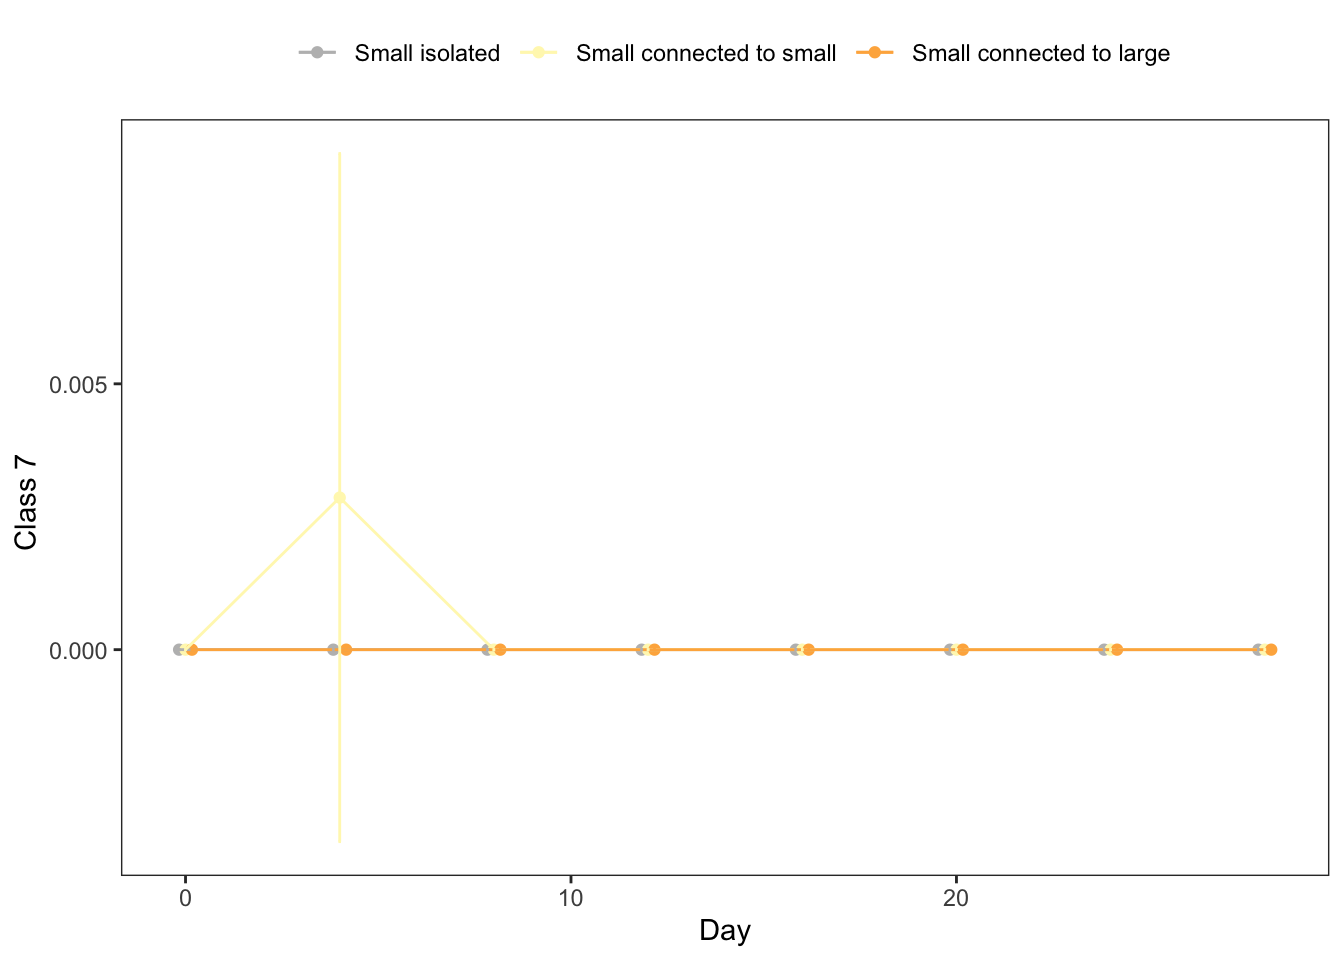 Small isolated Small connected to small Small connected to large
0.005
Class 7
0.000
0 10 20
Day